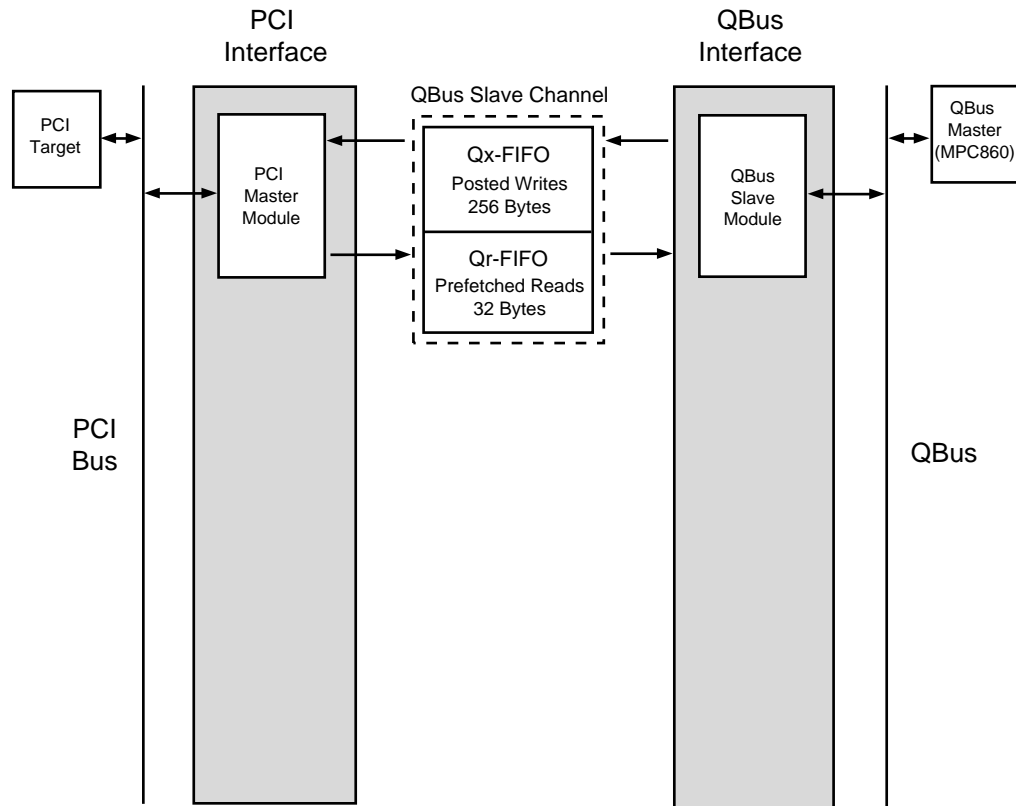 PCI
Interface
QBus
Interface
QBus Slave Channel
PCI
Target
PCI
Master
Module
Qx-FIFO
Posted Writes
256 Bytes
Qr-FIFO
Prefetched Reads
32 Bytes
QBus
Slave
Module
QBus
Master
(MPC860)
PCI
Bus
QBus